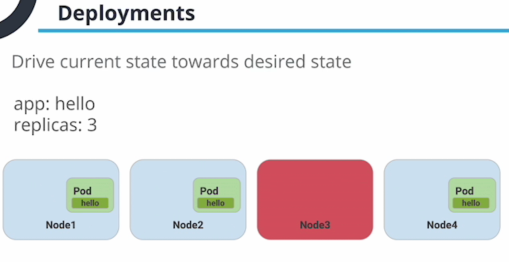 Deployments
Drive current state towards desired state
app: hello
replicas: 3
Pod
hello
Node1
Pod
hello
Node2
Node3
Pod
hello
Node4